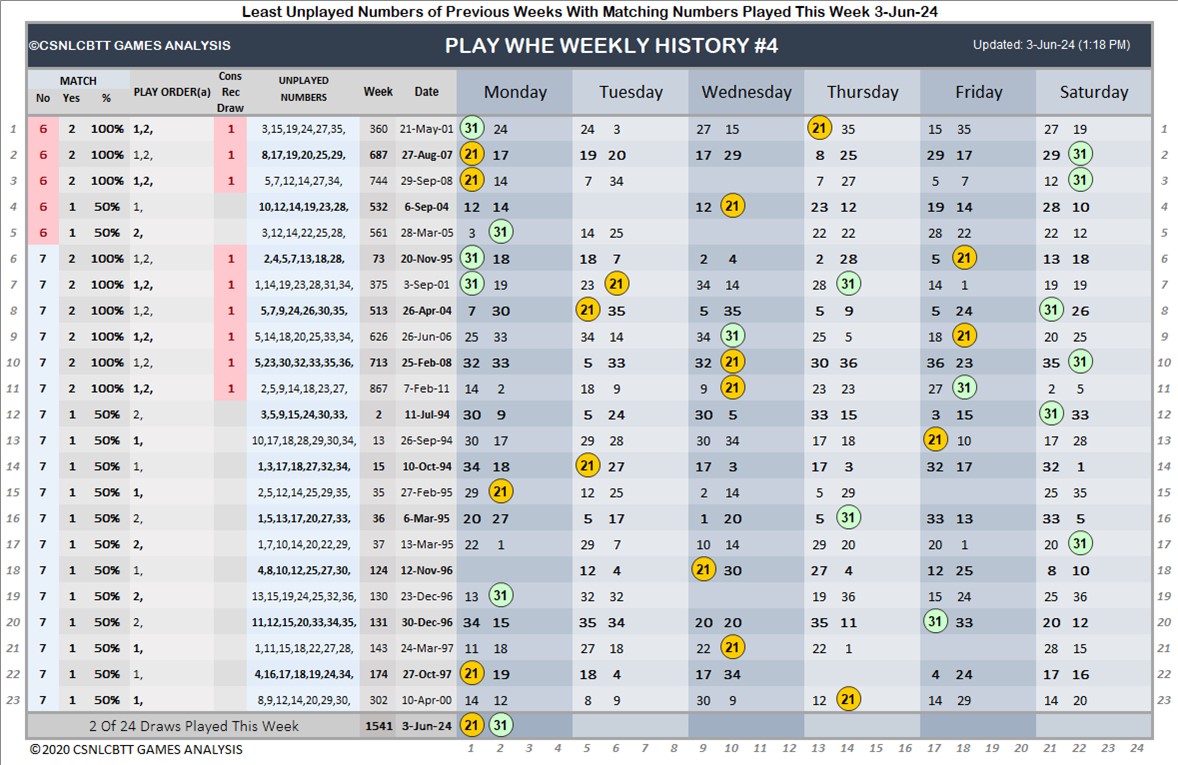 Least Unplayed Numbers of Previous Weeks With Matching Numbers Played This Week 3-Jun-24
©CSNLCBTT GAMES ANALYSIS PLAY WHE WEEKLY HISTORY #4 Updated: 3-Jun-24 (1:18 PM)
MATCH PLAY ORDER(a) Cons Rec Draw UNPLAYED NUMBERS Week Date Monday Tuesday Wednesday Thursday Friday Saturday
No Yes %
1 6 2 100% 1,2, 1 3,15,19,24,27,35, 360 21-May-01 31 24 24 3 27 15 21 35 15 35 27 19 1
2 6 2 100% 1,2, 1 8,17,19,20,25,29, 687 27-Aug-07 21 17 19 20 17 29 8 25 29 17 29 31 2
3 6 2 100% 1,2, 1 5,7,12,14,27,34, 744 29-Sep-08 21 14 7 34 7 27 5 7 12 31 3
4 6 1 50% 1, 10,12,14,19,23,28, 532 6-Sep-04 12 14 12 21 23 12 19 14 28 10 4
5 6 1 50% 2, 3,12,14,22,25,28, 561 28-Mar-05 3 31 14 25 22 22 28 22 22 12 5
6 7 2 100% 1,2, 1 2,4,5,7,13,18,28, 73 20-Nov-95 31 18 18 7 2 4 2 28 5 21 13 18 6
7 7 2 100% 1,2, 1 1,14,19,23,28,31,34, 375 3-Sep-01 31 19 23 21 34 14 28 31 14 1 19 19 7
8 7 2 100% 1,2, 1 5,7,9,24,26,30,35, 513 26-Apr-04 7 30 21 35 5 35 5 9 5 24 31 26 8
9 7 2 100% 1,2, 1 5,14,18,20,25,33,34, 626 26-Jun-06 25 33 34 14 34 31 25 5 18 21 20 25 9
10 7 2 100% 1,2, 1 5,23,30,32,33,35,36, 713 25-Feb-08 32 33 5 33 32 21 30 36 36 23 35 31 10
11 7 2 100% 1,2, 1 2,5,9,14,18,23,27, 867 7-Feb-11 14 2 18 9 9 21 23 23 27 31 2 5 11
12 7 1 50% 2, 3,5,9,15,24,30,33, 2 11-Jul-94 30 9 5 24 30 5 33 15 3 15 31 33 12
13 7 1 50% 1, 10,17,18,28,29,30,34, 13 26-Sep-94 30 17 29 28 30 34 17 18 21 10 17 28 13
14 7 1 50% 1, 1,3,17,18,27,32,34, 15 10-Oct-94 34 18 21 27 17 3 17 3 32 17 32 1 14
15 7 1 50% 1, 2,5,12,14,25,29,35, 35 27-Feb-95 29 21 12 25 2 14 5 29 25 35 15
16 7 1 50% 2, 1,5,13,17,20,27,33, 36 6-Mar-95 20 27 5 17 1 20 5 31 33 13 33 5 16
17 7 1 50% 2, 1,7,10,14,20,22,29, 37 13-Mar-95 22 1 29 7 10 14 29 20 20 1 20 31 17
18 7 1 50% 1, 4,8,10,12,25,27,30, 124 12-Nov-96 12 4 21 30 27 4 12 25 8 10 18
19 7 1 50% 2, 13,15,19,24,25,32,36, 130 23-Dec-96 13 31 32 32 19 36 15 24 25 36 19
20 7 1 50% 2, 11,12,15,20,33,34,35, 131 30-Dec-96 34 15 35 34 20 20 35 11 31 33 20 12 20
21 7 1 50% 1, 1,11,15,18,22,27,28, 143 24-Mar-97 11 18 27 18 22 21 22 1 28 15 21
22 7 1 50% 1, 4,16,17,18,19,24,34, 174 27-Oct-97 21 19 18 4 17 34 4 24 17 16 22
23 7 1 50% 1, 8,9,12,14,20,29,30, 302 10-Apr-00 14 12 8 9 30 9 12 21 14 29 14 20 23
2 Of 24 Draws Played This Week 1541 3-Jun-24 21 31
© 2020 CSNLCBTT GAMES ANALYSIS 1 2 3 4 5 6 7 8 9 10 11 12 13 14 15 16 17 18 19 20 21 22 23 24